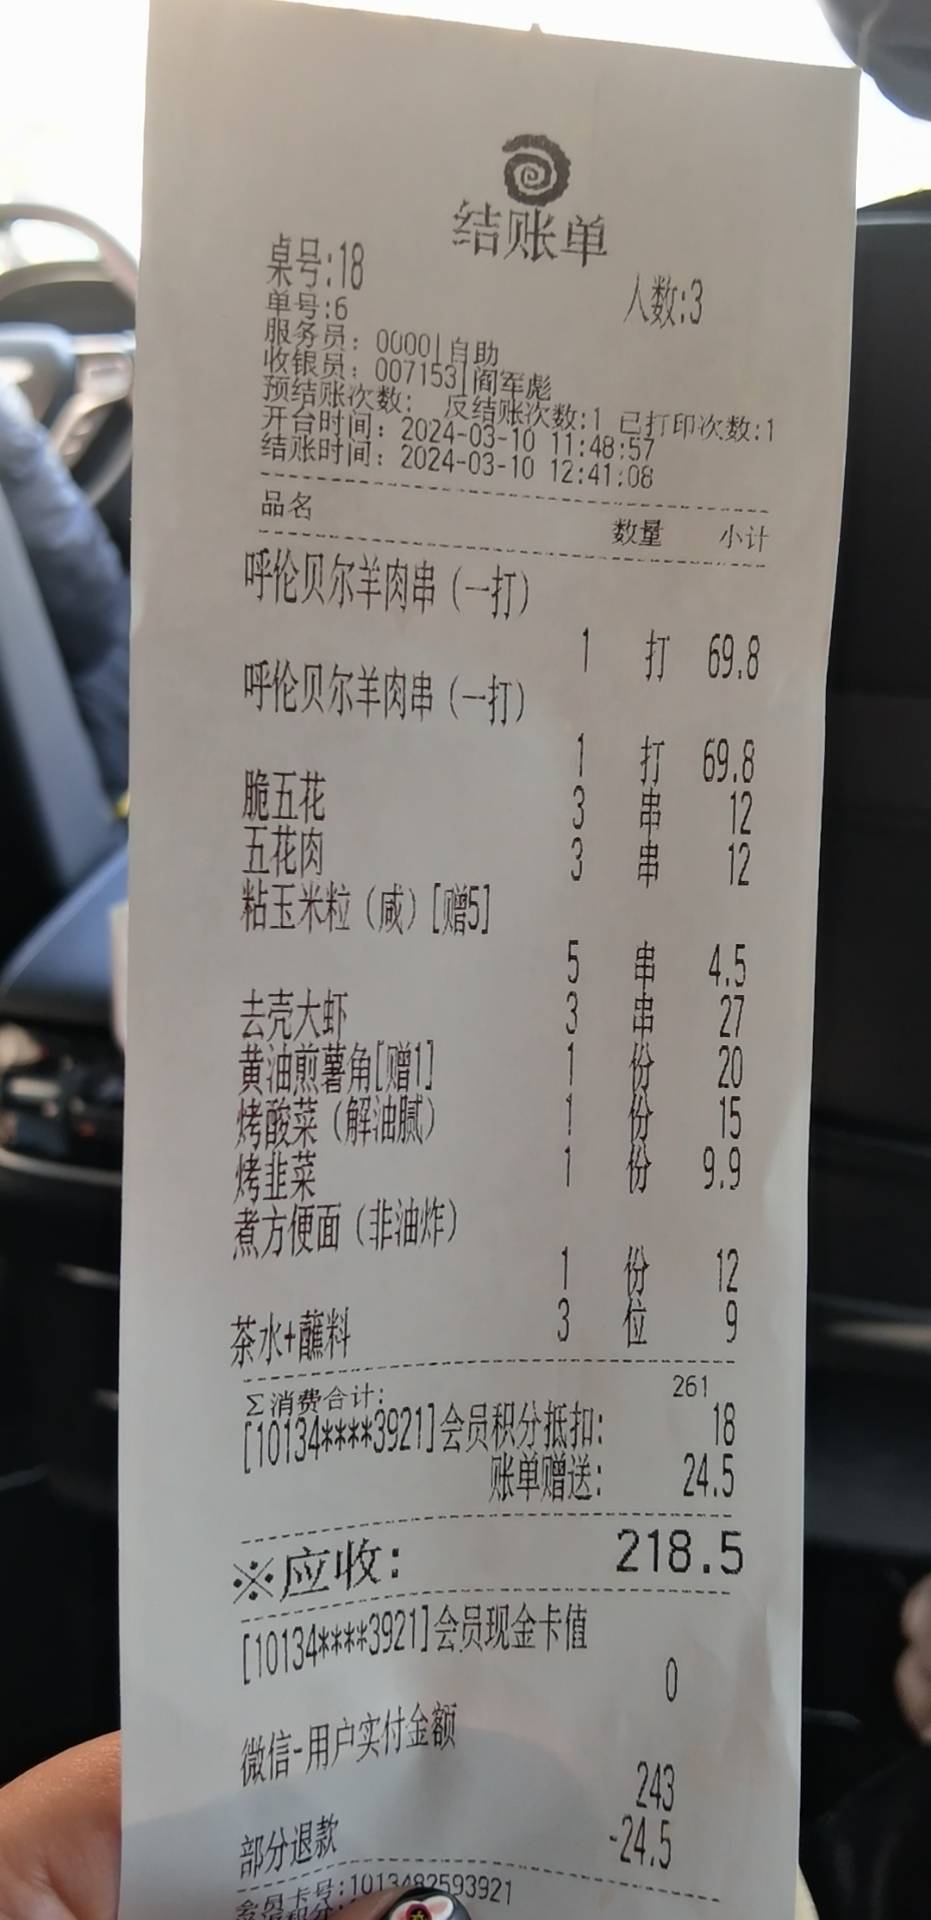 结账单
桌号:18 人数:3
单号:6
服务员: 00001|自助
收银员: 007153|阎军彪
预结账次数: 反结账次数:1 已打印次数:1
开台时间: 2024-03-10 11:48:57
结账时间: 2024-03-10 12:41:08
品名 数量 小计
呼伦贝尔羊肉串(一打)
1 打 69.8
呼伦贝尔羊肉串(一打)
1 打 69.8
脆五花 3 串 12
五花肉 3 串 12
粘玉米粒(咸)[赠5]
5 串 4.5
去壳大虾 3 串 27
黄油煎薯角[赠1] 1 份 20
烤酸菜(解油腻) 1 份 15
烤韭菜 1 份 9.9
煮方便面(非油炸)
1 份 12
茶水+蘸料 3 位 9
Σ消费合计: 261
[10134****3921]会员积分抵扣: 18
账单赠送: 24.5
※应收: 218.5
[10134****3921]会员现金卡值
0
微信-用户实付金额
243
部分退款 -24.5
会员卡号:1013482593921